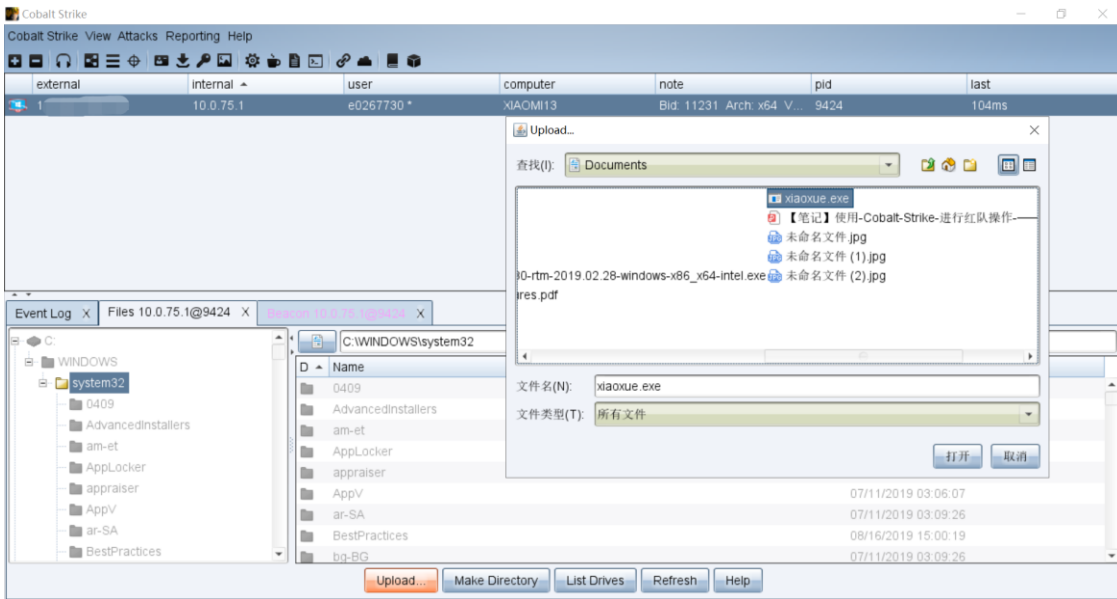 Cobalt Strike
Cobalt Strike View Attacks Reporting Help
external internal user computer note pid last
1 10.0.75.1 e0267730 * XIAOMI13 Bid: 11231 Arch: x64 V... 9424 104ms
Upload...
查找(I): Documents
xiaoxue.exe
【笔记】使用-Cobalt-Strike-进行红队操作-
未命名文件.jpg
未命名文件 (1).jpg
30-rtm-2019.02.28-windows-x86_x64-intel.exe 未命名文件 (2).jpg
res.pdf
文件名(N): xiaoxue.exe
文件类型(T): 所有文件
打开 取消
Event Log X Files 10.0.75.1@9424 X Beacon 10.0.75.1@9424 X
C:
WINDOWS
system32
0409
AdvancedInstallers
am-et
AppLocker
appraiser
AppV
ar-SA
BestPractices
C:\WINDOWS\system32
D Name
0409
AdvancedInstallers
am-et
AppLocker
appraiser
AppV 07/11/2019 03:06:07
ar-SA 07/11/2019 03:09:26
BestPractices 08/16/2019 15:00:19
bg-BG 07/11/2019 03:09:26
Upload... Make Directory List Drives Refresh Help